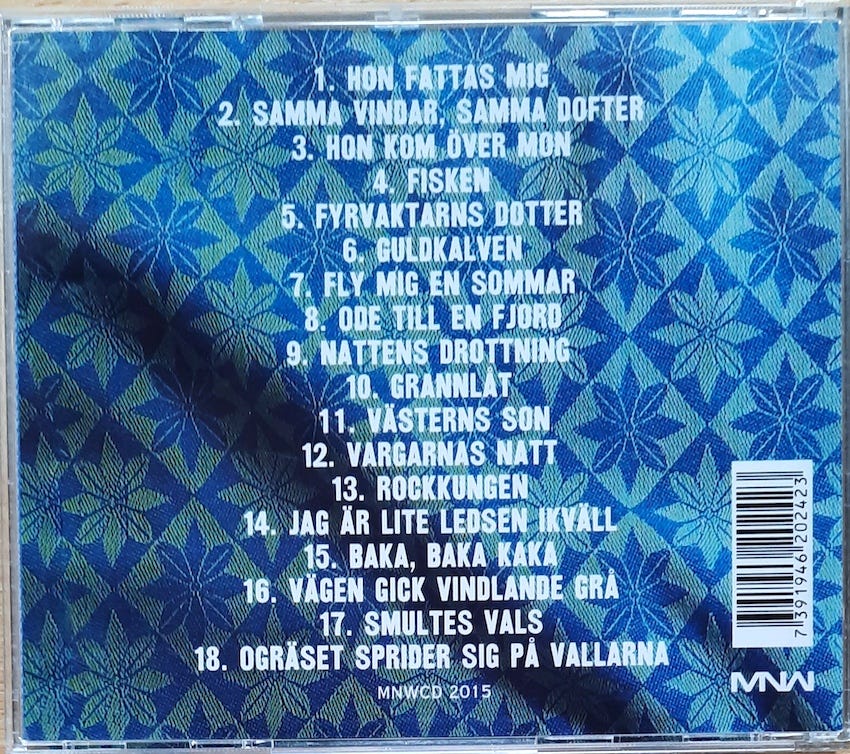 1. HON FATTAS MIG
2. SAMMA VINDAR, SAMMA DOFTER
3. HON KOM ÖVER MON
4. FISKEN
5. FYRVAKTARNS DOTTER
6. GULDKALVEN
7. FLY MIG EN SOMMAR
8. ODE TILL EN FJORD
9. NATTENS DROTTNING
10. GRANNLÅT
11. VÄSTERNS SON
12. VARGARNAS NATT
13. ROCKKUNGEN
14. JAG ÄR LITE LEDSEN IKVÄLL
15. BAKA, BAKA KAKA
16. VÄGEN GICK VINDLANDE GRÅ
17. SMULTES VALS
18. OGRÄSET SPRIDER SIG PÅ VALLARNA
MNWCD 2015
7 391946 202423
MNW